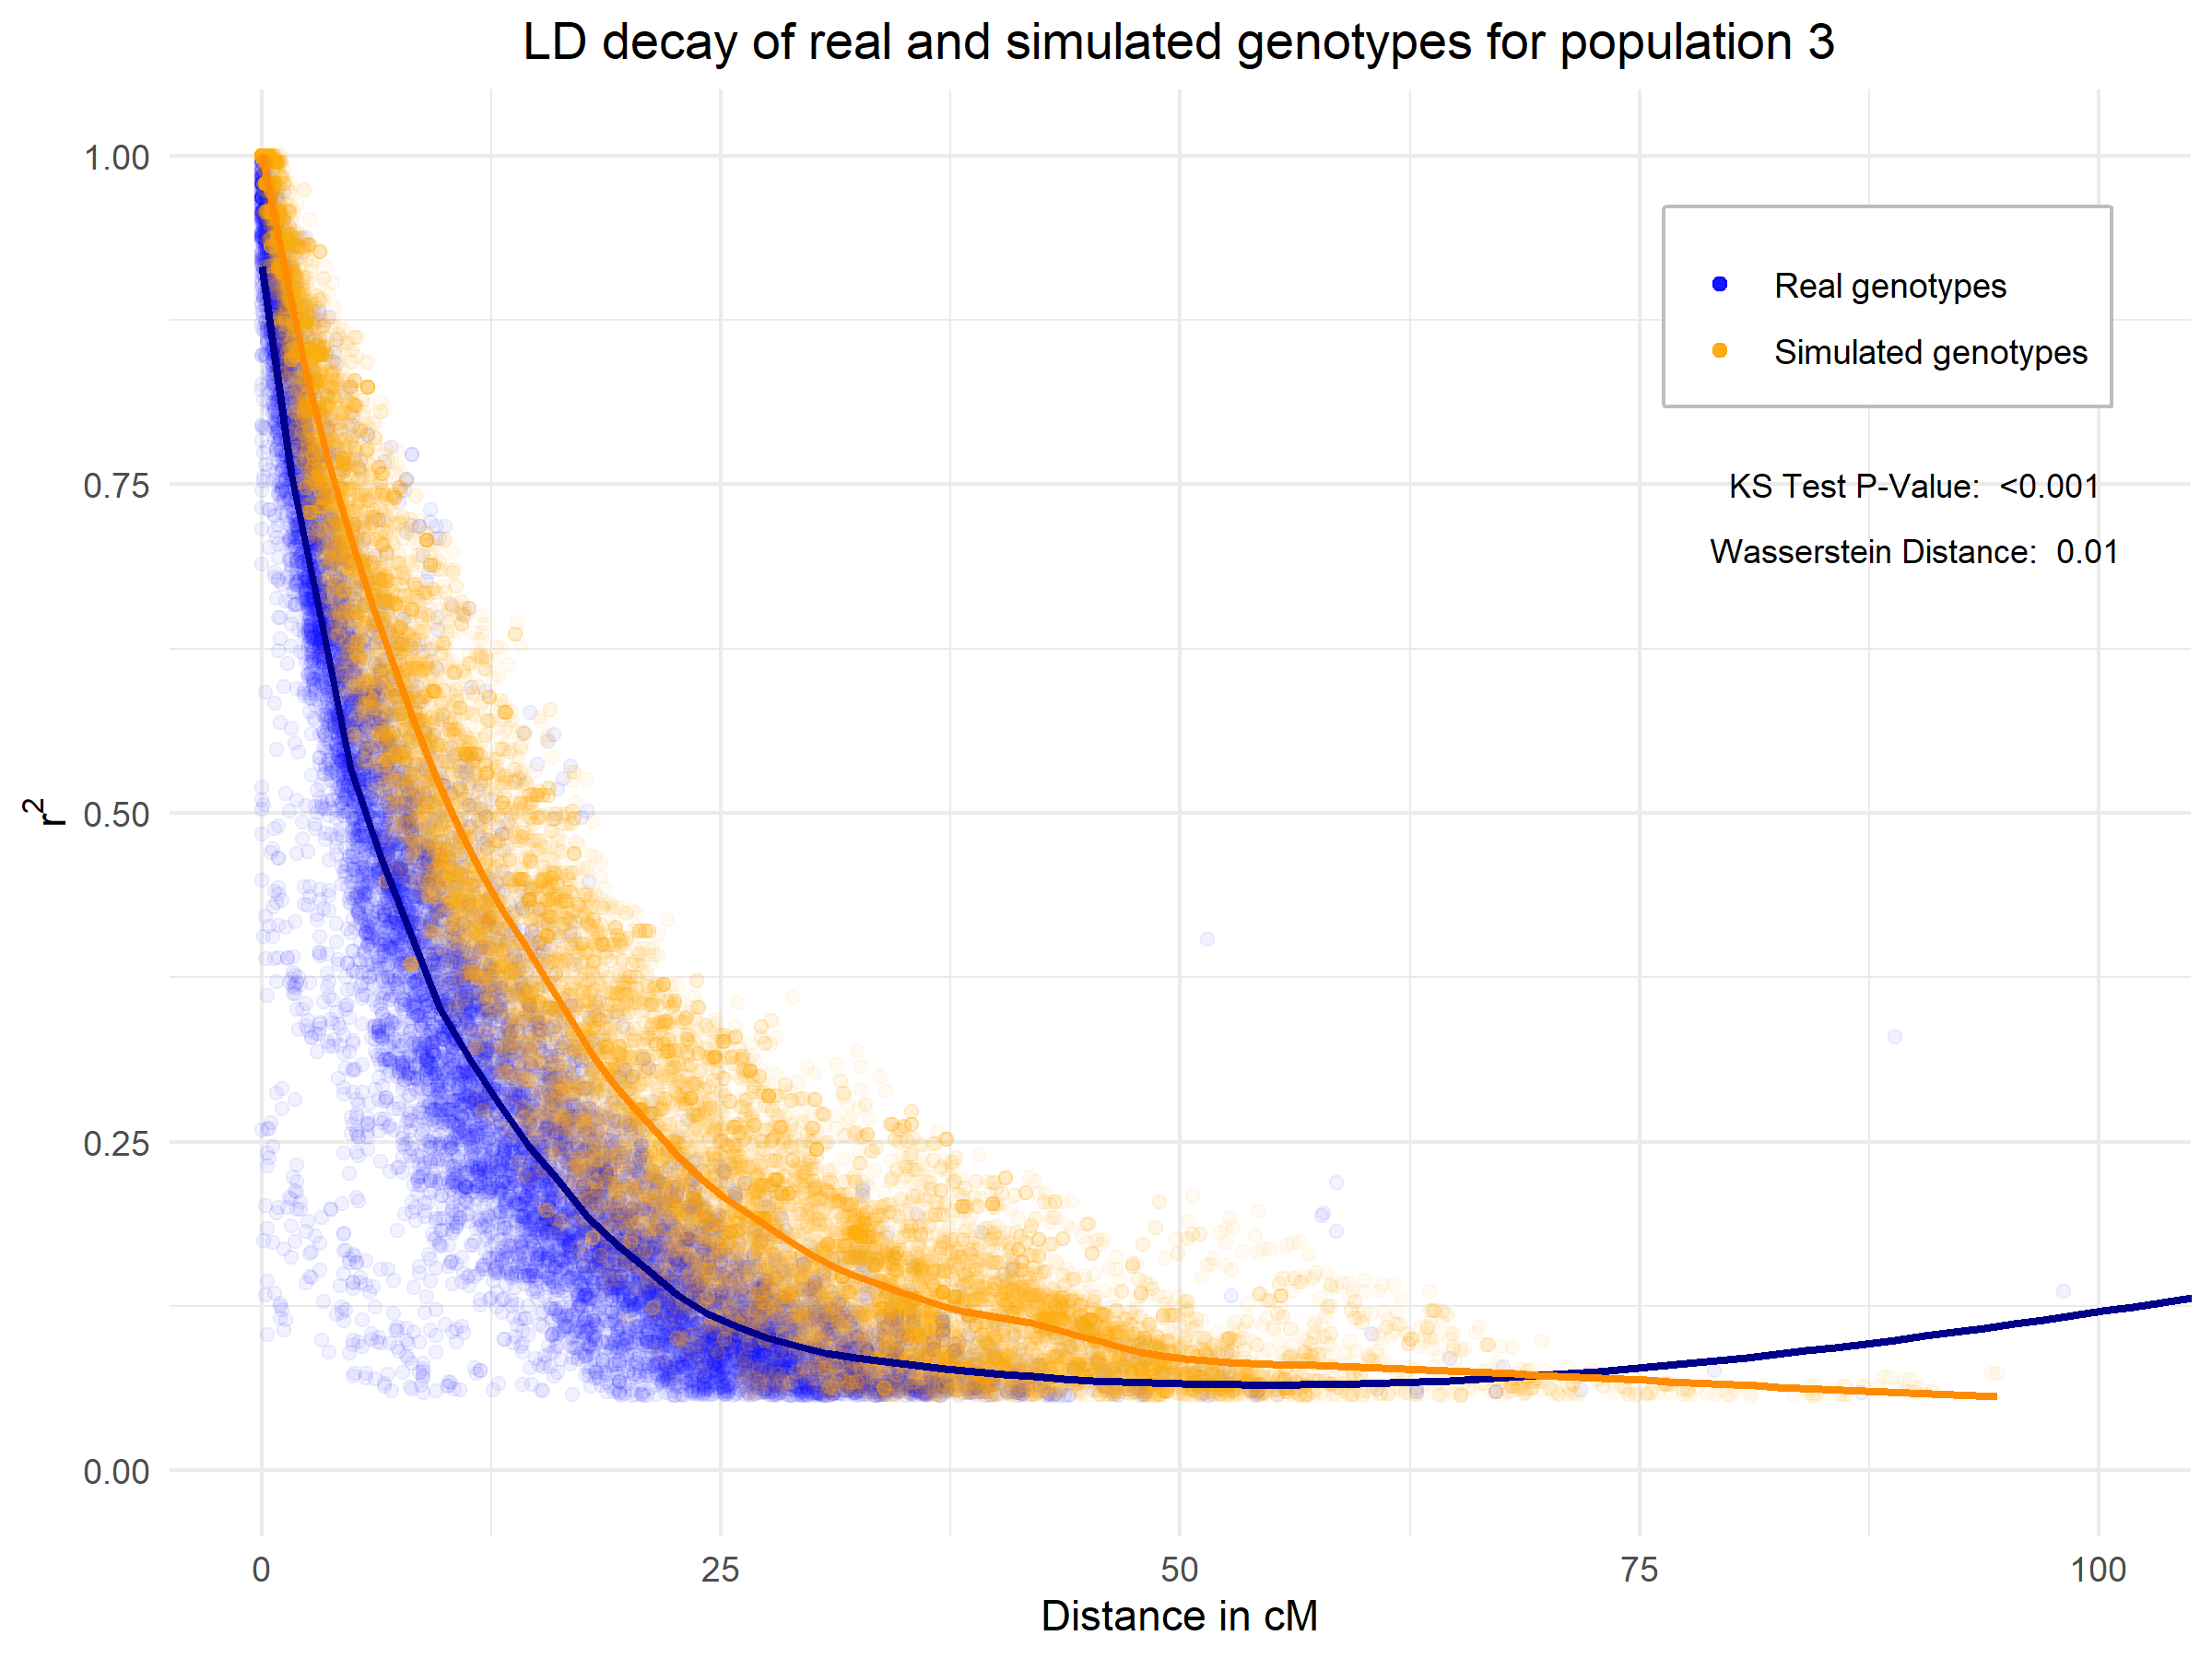 LD decay of real and simulated genotypes for population 3
1.00
0.75
0.50
0.25
0.00
r²
Real genotypes
Simulated genotypes
KS Test P-Value: <0.001
Wasserstein Distance: 0.01
0 25 50 75 100
Distance in cM